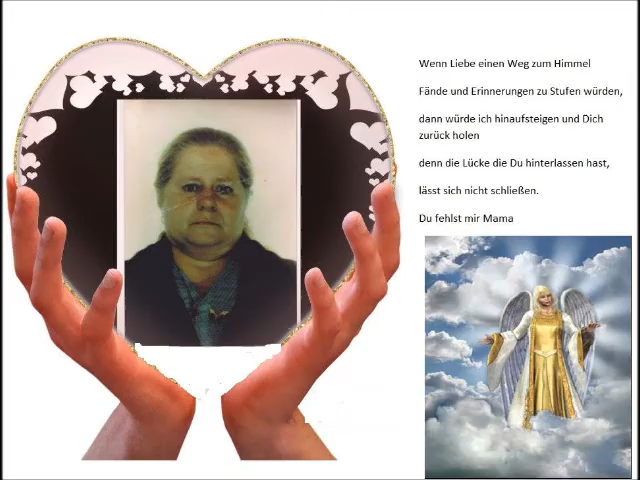 Wenn Liebe einen Weg zum Himmel
Fände und Erinnerungen zu Stufen würden,
dann würde ich hinaufsteigen und Dich
zurück holen
denn die Lücke die Du hinterlassen hast,
lässt sich nicht schließen.
Du fehlst mir Mama